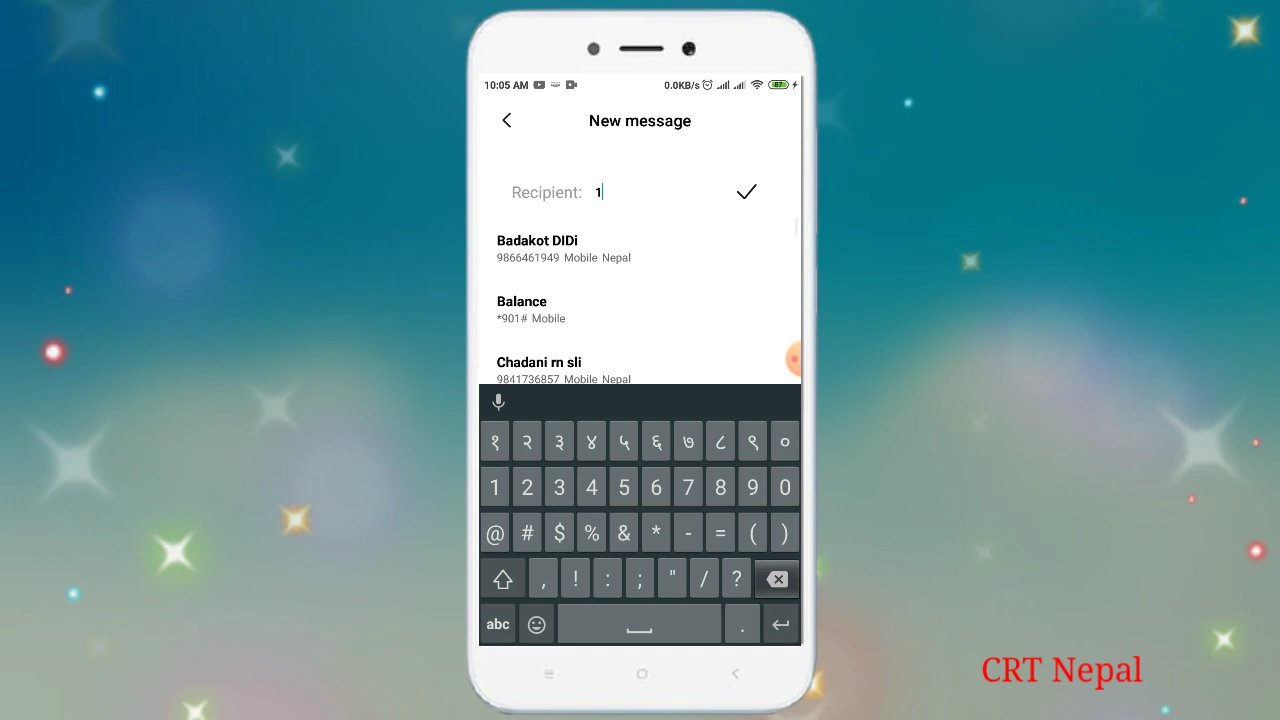 10:05 AM 0.0KB/s 87
New message
Recipient: 1
Badakot DIDi
9866461949 Mobile Nepal
Balance
*901# Mobile
Chadani rn sli
9841736857 Mobile Nepal
१ २ ३ ४ ५ ६ ७ ८ ९ ०
1 2 3 4 5 6 7 8 9 0
@ # $ % & * - = ( )
, ! : ; " / ?
abc .
CRT Nepal